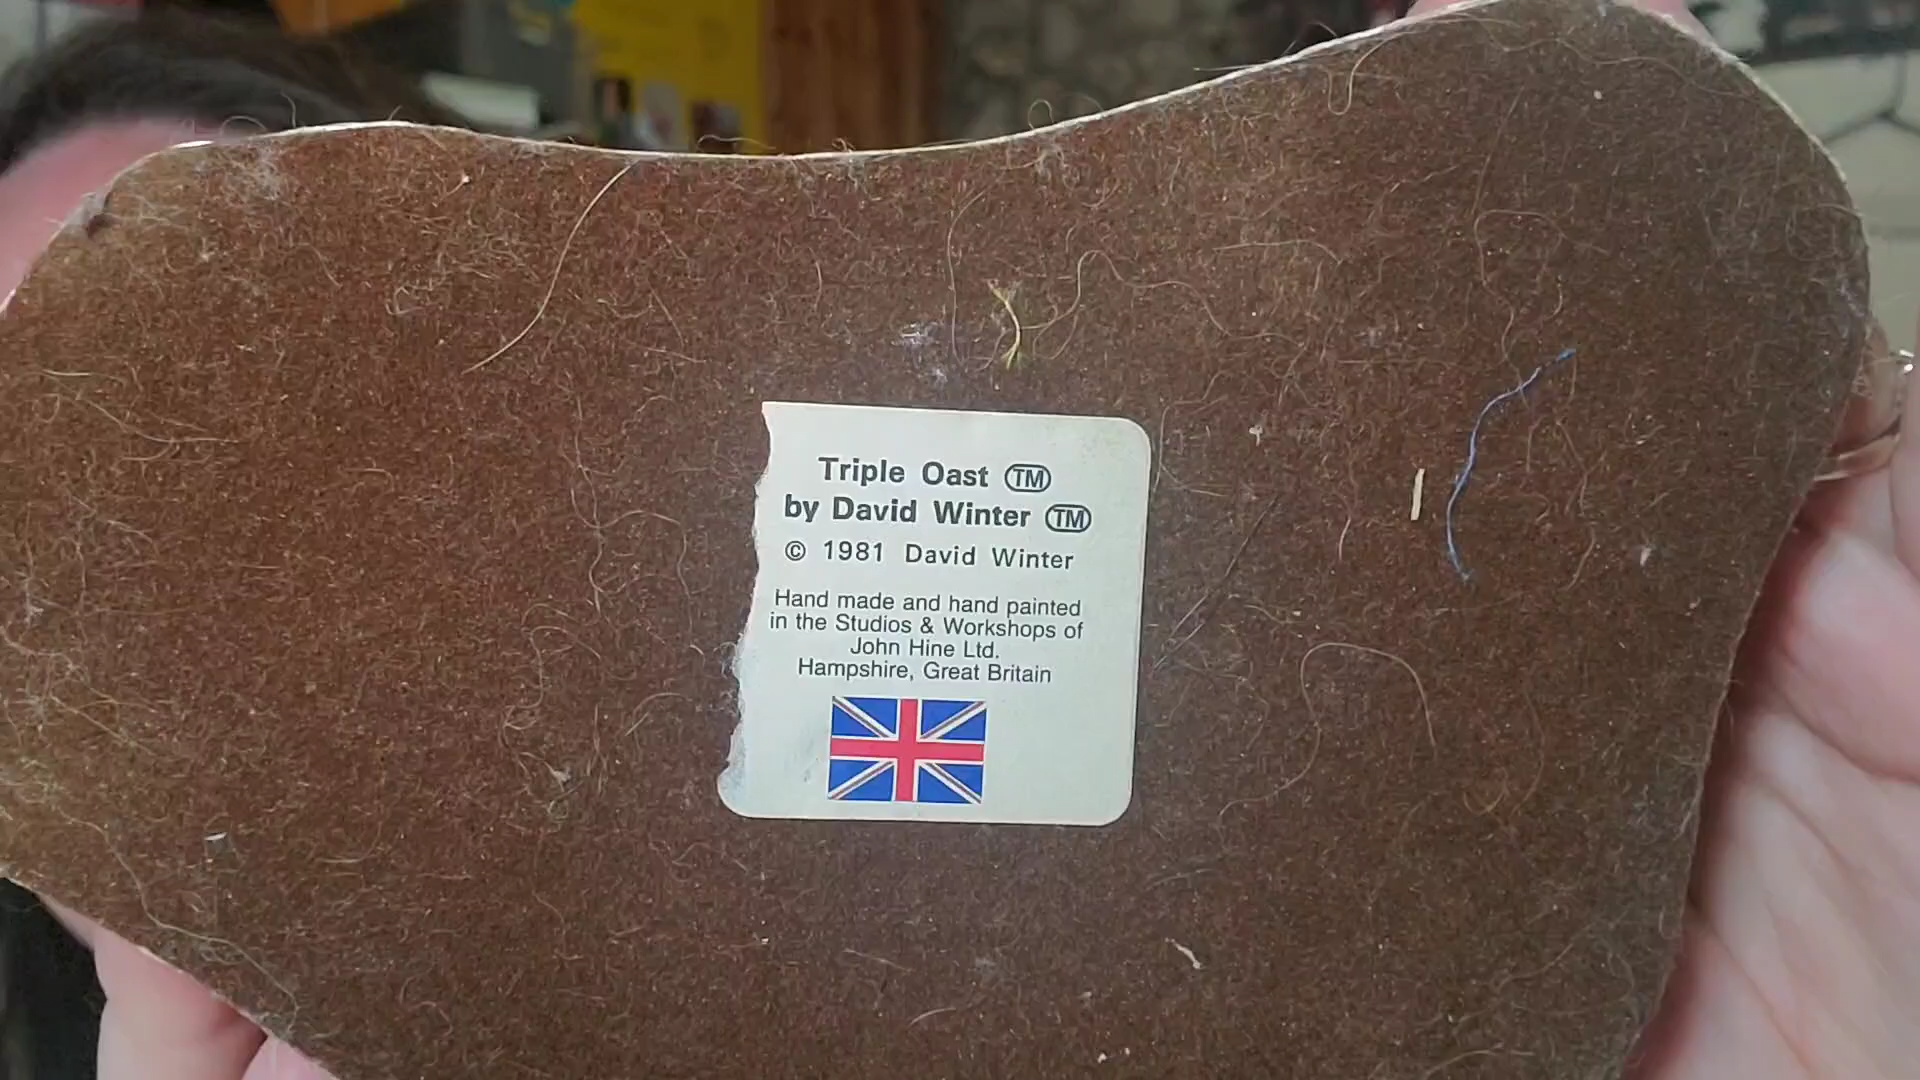 Triple Oast TM
by David Winter TM
© 1981 David Winter
Hand made and hand painted
in the Studios & Workshops of
John Hine Ltd.
Hampshire, Great Britain